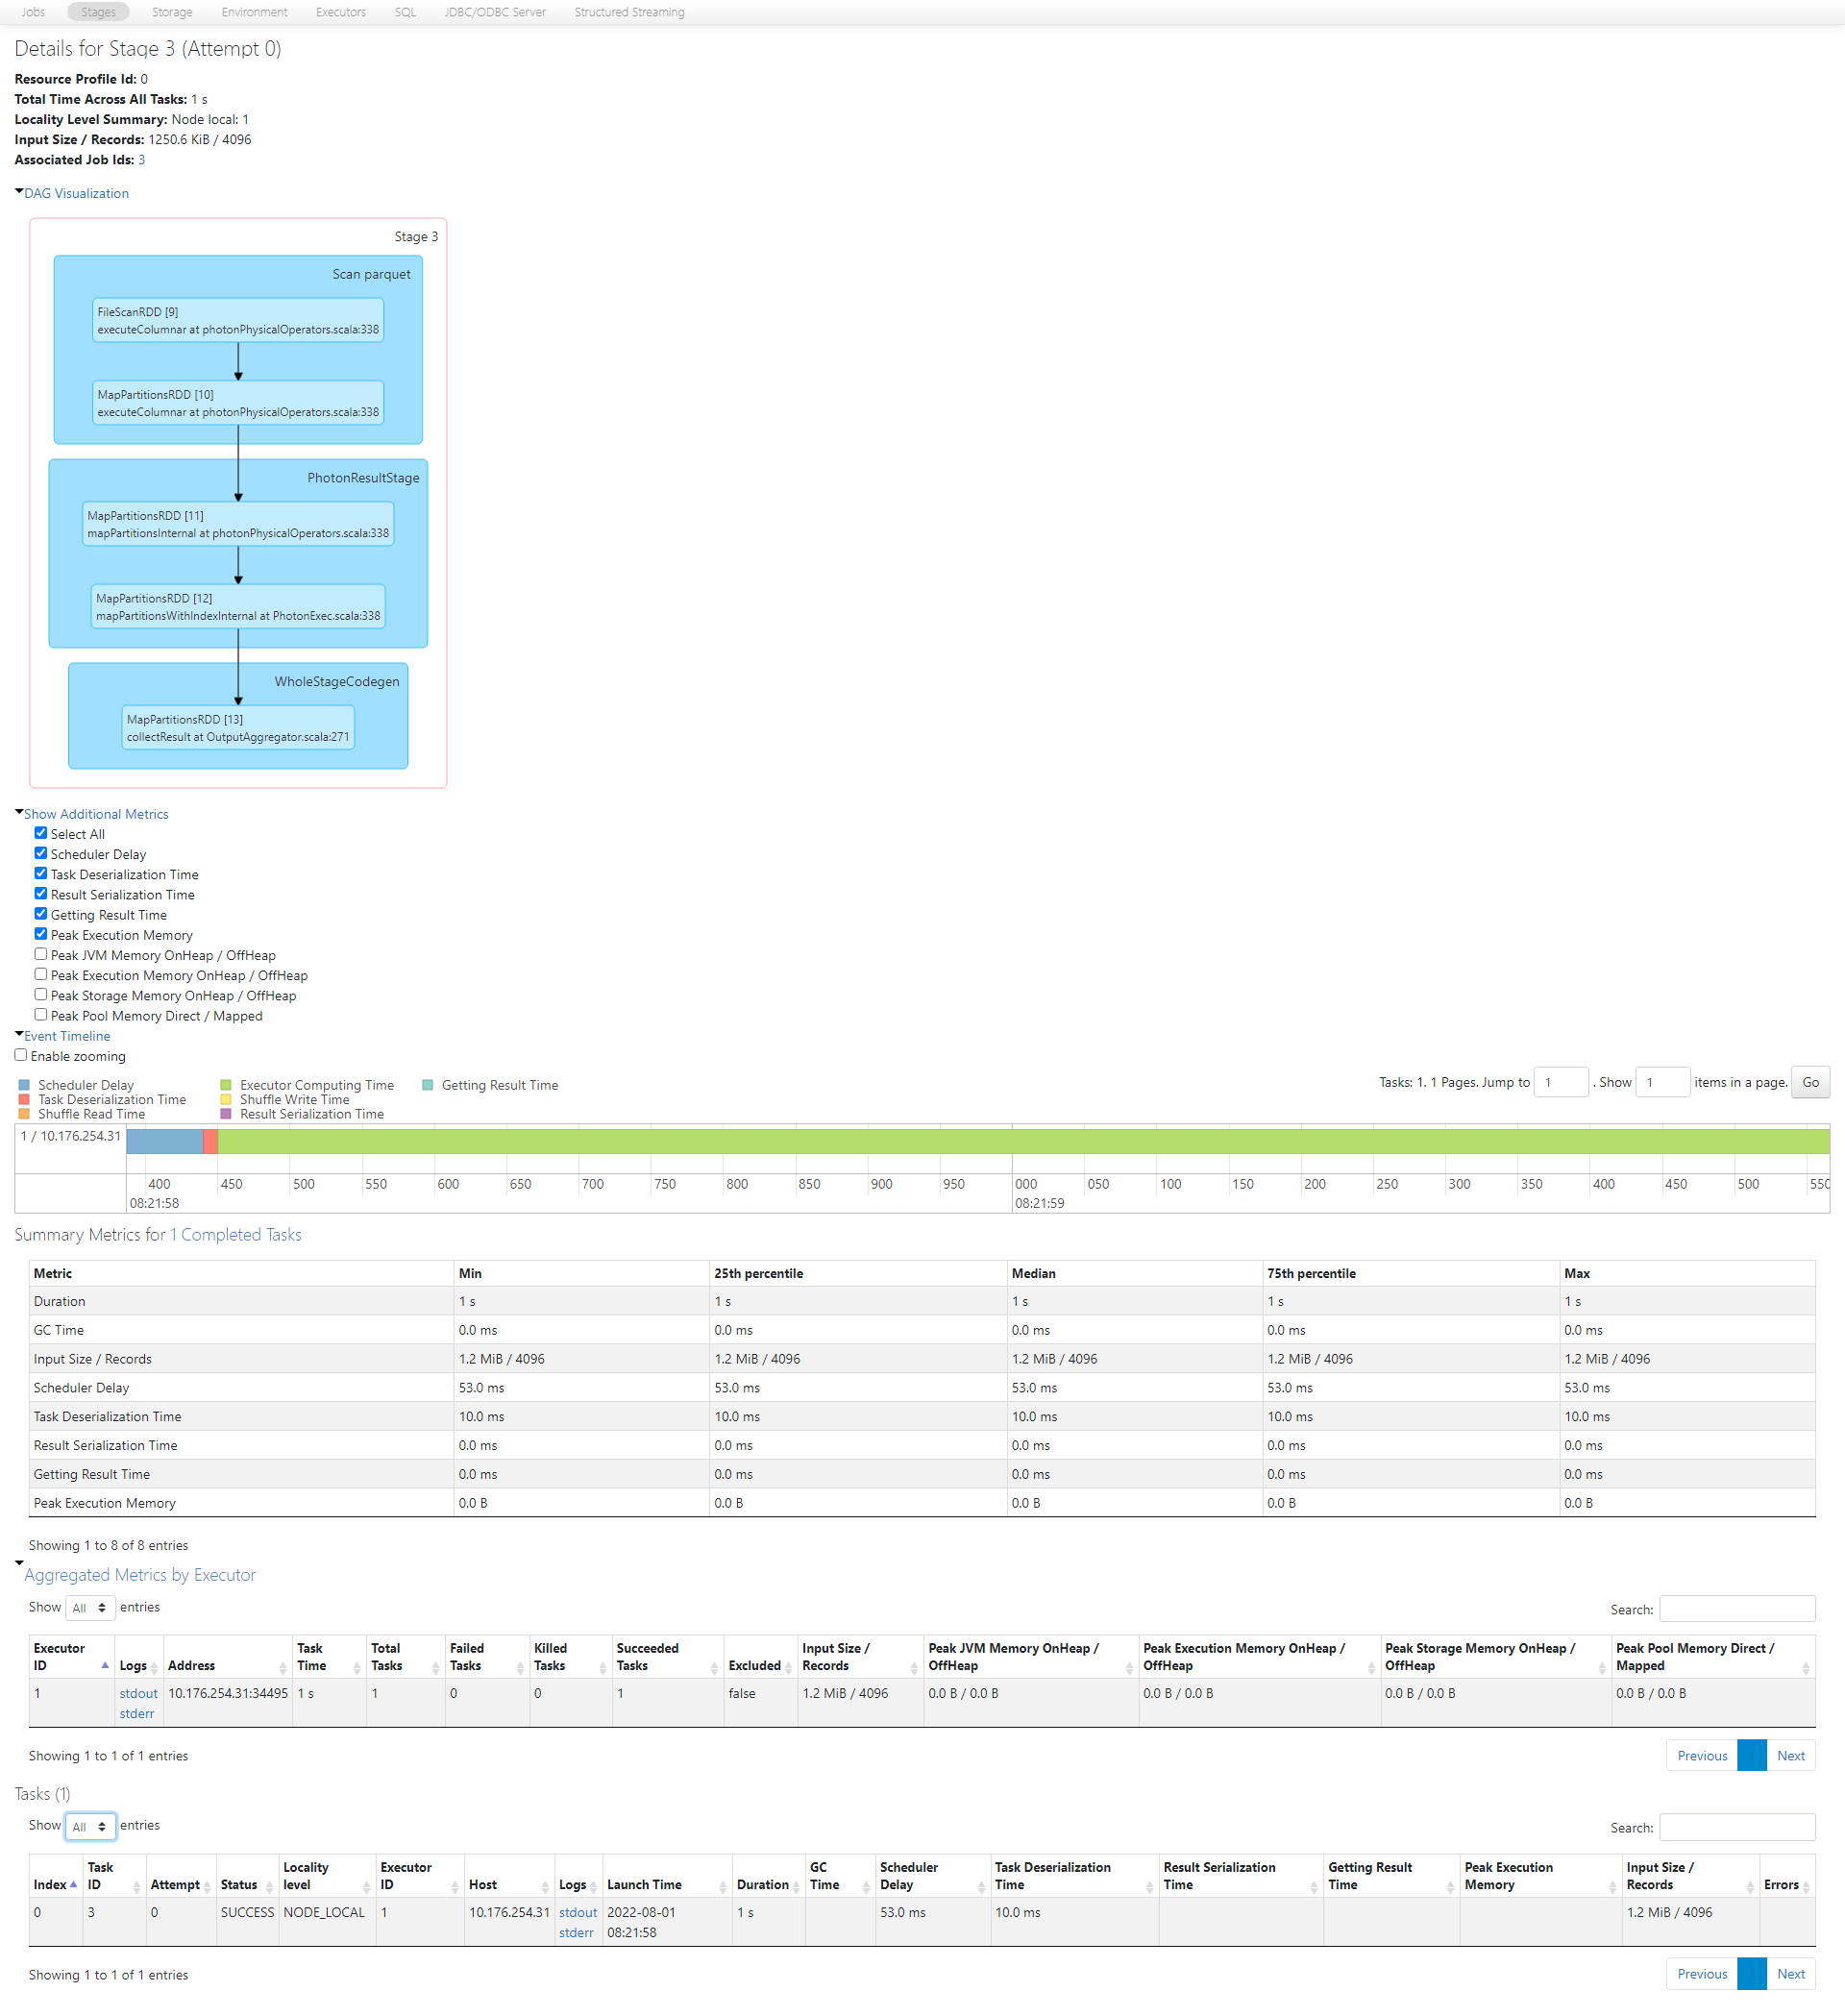 Jobs Stages Storage Environment Executors SQL JDBC/ODBC Server Structured Streaming
Details for Stage 3 (Attempt 0)
Resource Profile Id: 0
Total Time Across All Tasks: 1 s
Locality Level Summary: Node local: 1
Input Size / Records: 1250.6 KiB / 4096
Associated Job Ids: 3
DAG Visualization
Stage 3
Scan parquet
FileScanRDD [9]
executeColumnar at photonPhysicalOperators.scala:338
MapPartitionsRDD [10]
executeColumnar at photonPhysicalOperators.scala:338
PhotonResultStage
MapPartitionsRDD [11]
mapPartitionsInternal at photonPhysicalOperators.scala:338
MapPartitionsRDD [12]
mapPartitionsWithIndexInternal at PhotonExec.scala:338
WholeStageCodegen
MapPartitionsRDD [13]
collectResult at OutputAggregator.scala:271
Show Additional Metrics
Select All
Scheduler Delay
Task Deserialization Time
Result Serialization Time
Getting Result Time
Peak Execution Memory
Peak JVM Memory OnHeap / OffHeap
Peak Execution Memory OnHeap / OffHeap
Peak Storage Memory OnHeap / OffHeap
Peak Pool Memory Direct / Mapped
Event Timeline
Enable zooming
Scheduler Delay Executor Computing Time Getting Result Time
Task Deserialization Time Shuffle Write Time
Shuffle Read Time Result Serialization Time
Tasks: 1. 1 Pages. Jump to 1 . Show 1 items in a page. Go
1 / 10.176.254.31
400 450 500 550 600 650 700 750 800 850 900 950 000 050 100 150 200 250 300 350 400 450 500 550
08:21:58 08:21:59
Summary Metrics for 1 Completed Tasks
Metric Min 25th percentile Median 75th percentile Max
Duration 1 s 1 s 1 s 1 s 1 s
GC Time 0.0 ms 0.0 ms 0.0 ms 0.0 ms 0.0 ms
Input Size / Records 1.2 MiB / 4096 1.2 MiB / 4096 1.2 MiB / 4096 1.2 MiB / 4096 1.2 MiB / 4096
Scheduler Delay 53.0 ms 53.0 ms 53.0 ms 53.0 ms 53.0 ms
Task Deserialization Time 10.0 ms 10.0 ms 10.0 ms 10.0 ms 10.0 ms
Result Serialization Time 0.0 ms 0.0 ms 0.0 ms 0.0 ms 0.0 ms
Getting Result Time 0.0 ms 0.0 ms 0.0 ms 0.0 ms 0.0 ms
Peak Execution Memory 0.0 B 0.0 B 0.0 B 0.0 B 0.0 B
Showing 1 to 8 of 8 entries
Aggregated Metrics by Executor
Show All entries Search:
Executor ID Logs Address Task Time Total Tasks Failed Tasks Killed Tasks Succeeded Tasks Excluded Input Size / Records Peak JVM Memory OnHeap / OffHeap Peak Execution Memory OnHeap / OffHeap Peak Storage Memory OnHeap / OffHeap Peak Pool Memory Direct / Mapped
1 stdout 10.176.254.31:34495 1 s 1 0 0 1 false 1.2 MiB / 4096 0.0 B / 0.0 B 0.0 B / 0.0 B 0.0 B / 0.0 B 0.0 B / 0.0 B
stderr
Showing 1 to 1 of 1 entries Previous Next
Tasks (1)
Show All entries Search:
Index Task ID Attempt Status Locality level Executor ID Host Logs Launch Time Duration GC Time Scheduler Delay Task Deserialization Time Result Serialization Time Getting Result Time Peak Execution Memory Input Size / Records Errors
0 3 0 SUCCESS NODE_LOCAL 1 10.176.254.31 stdout 2022-08-01 1 s 53.0 ms 10.0 ms 1.2 MiB / 4096
stderr 08:21:58
Showing 1 to 1 of 1 entries Previous Next